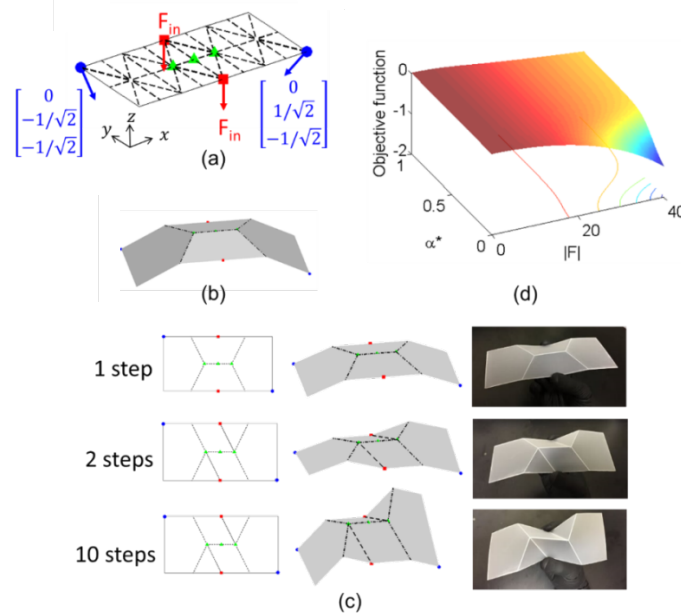 F_in
F_in
[0 -1/√2 -1/√2]
[0 1/√2 -1/√2]
z
y
x
(a)
(b)
Objective function
0
-1
-2
1
0.5
0
α*
0
20
40
|F|
(d)
1 step
2 steps
10 steps
(c)